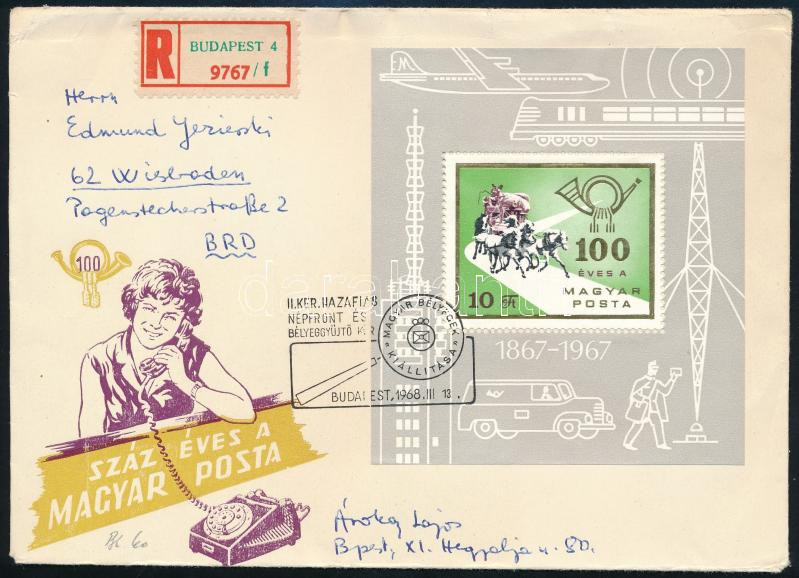 R
BUDAPEST 4
9767/f
Herrn
Edmund Jezierski
62 Wiesbaden
Pagenstecherstraße 2
BRD
100
100
ÉVES A
MAGYAR
POSTA
10 Ft
1867-1967
II.KER. HAZAFIAS
NÉPFRONT ÉS
BÉLYEGGYŰJTŐ KÖR
MAGYAR BÉLYEGEK
KIÁLLÍTÁSA
BUDAPEST, 1968.III 13.
SZÁZ ÉVES A
MAGYAR POSTA
Lajos
Bpest, XI. Hegyalja u. 80.